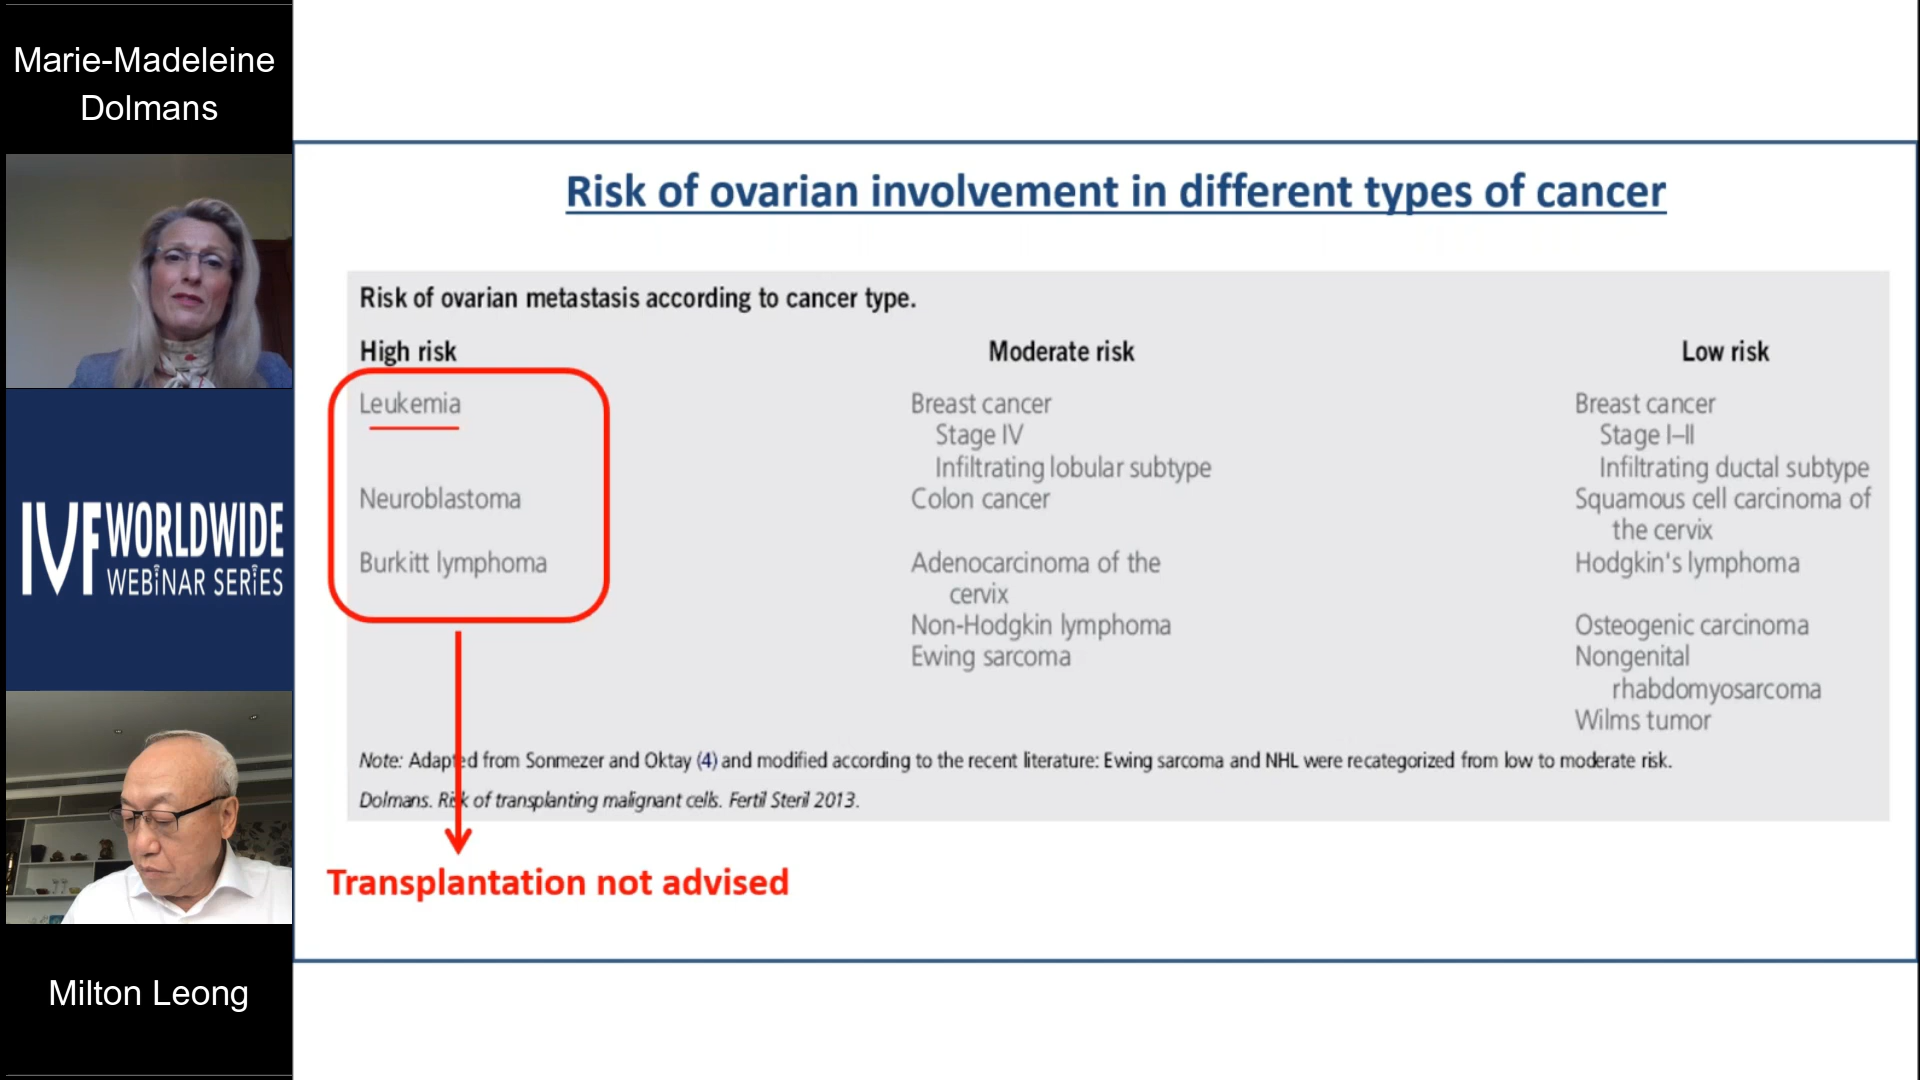 Marie-Madeleine
Dolmans
IVF WORLDWIDE
WEBINAR SERIES
Milton Leong
Risk of ovarian involvement in different types of cancer
Risk of ovarian metastasis according to cancer type.
High risk
Leukemia
Neuroblastoma
Burkitt lymphoma
Moderate risk
Breast cancer
Stage IV
Infiltrating lobular subtype
Colon cancer
Adenocarcinoma of the
cervix
Non-Hodgkin lymphoma
Ewing sarcoma
Low risk
Breast cancer
Stage I–II
Infiltrating ductal subtype
Squamous cell carcinoma of
the cervix
Hodgkin's lymphoma
Osteogenic carcinoma
Nongenital
rhabdomyosarcoma
Wilms tumor
Note: Adapted from Sonmezer and Oktay (4) and modified according to the recent literature: Ewing sarcoma and NHL were recategorized from low to moderate risk.
Dolmans. Risk of transplanting malignant cells. Fertil Steril 2013.
Transplantation not advised